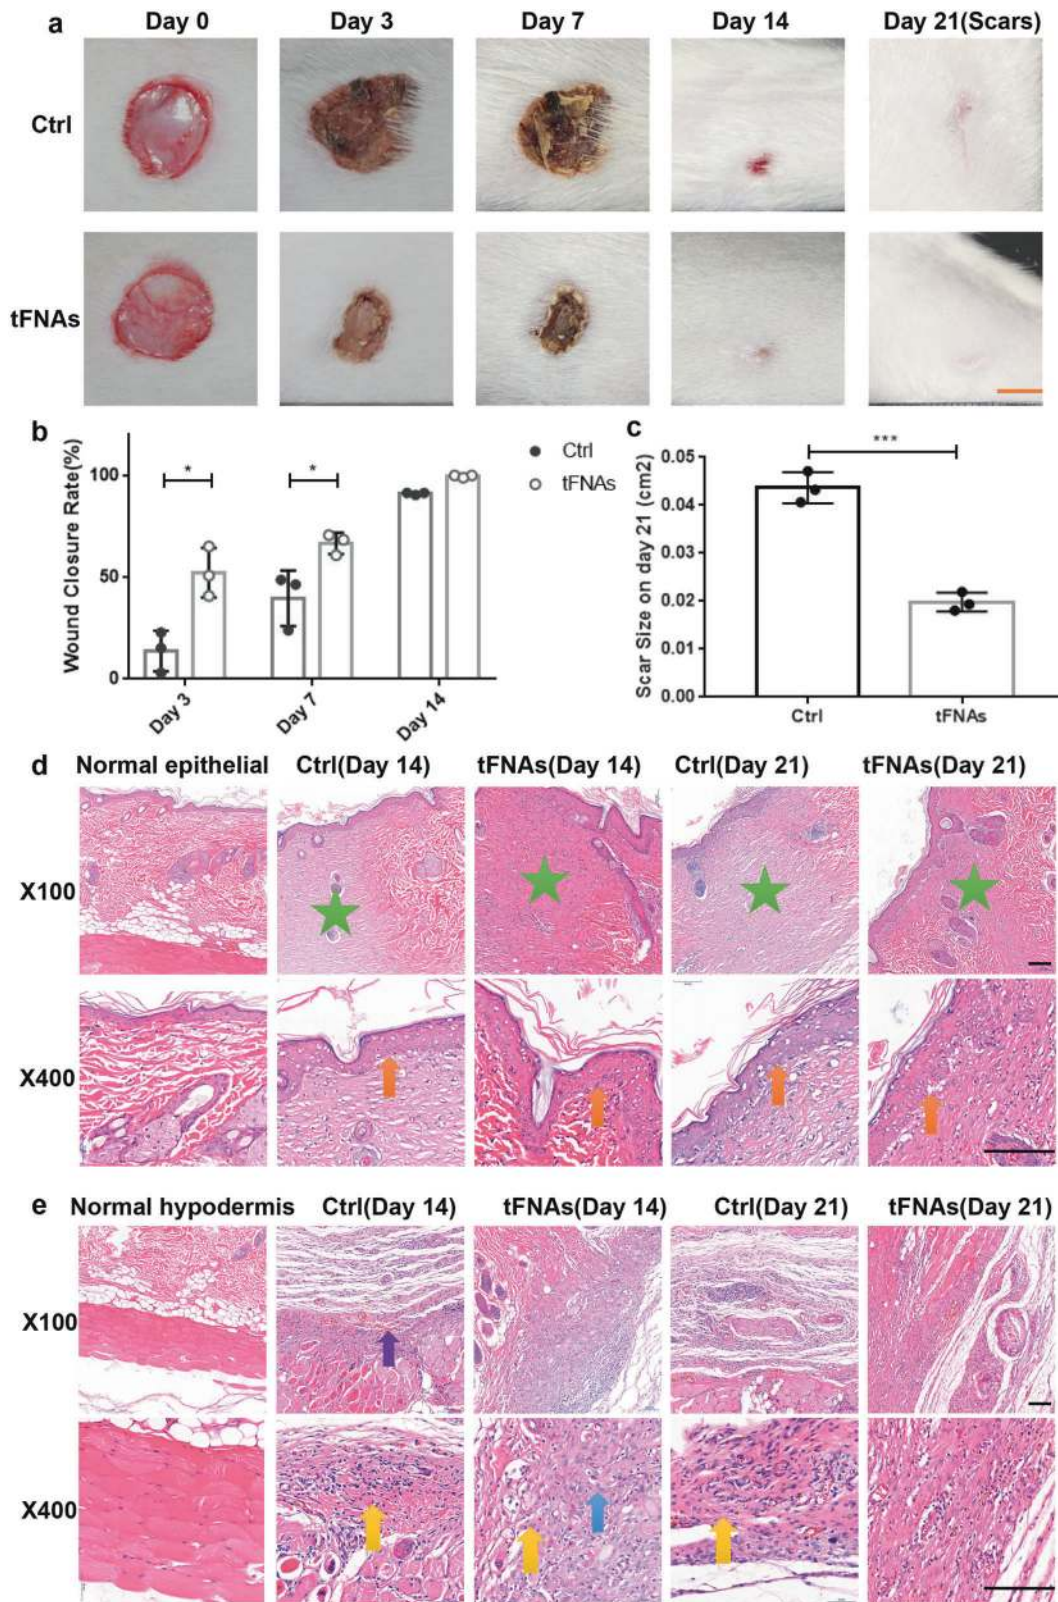 a
Day 0 Day 3 Day 7 Day 14 Day 21(Scars)
Ctrl
tFNAs
b
Wound Closure Rate(%)
100
50
0
* *
Day 3 Day 7 Day 14
Ctrl
tFNAs
c
Scar Size on day 21 (cm2)
0.05
0.04
0.03
0.02
0.01
0.00
***
Ctrl tFNAs
d
Normal epithelial Ctrl(Day 14) tFNAs(Day 14) Ctrl(Day 21) tFNAs(Day 21)
X100
X400
e
Normal hypodermis Ctrl(Day 14) tFNAs(Day 14) Ctrl(Day 21) tFNAs(Day 21)
X100
X400